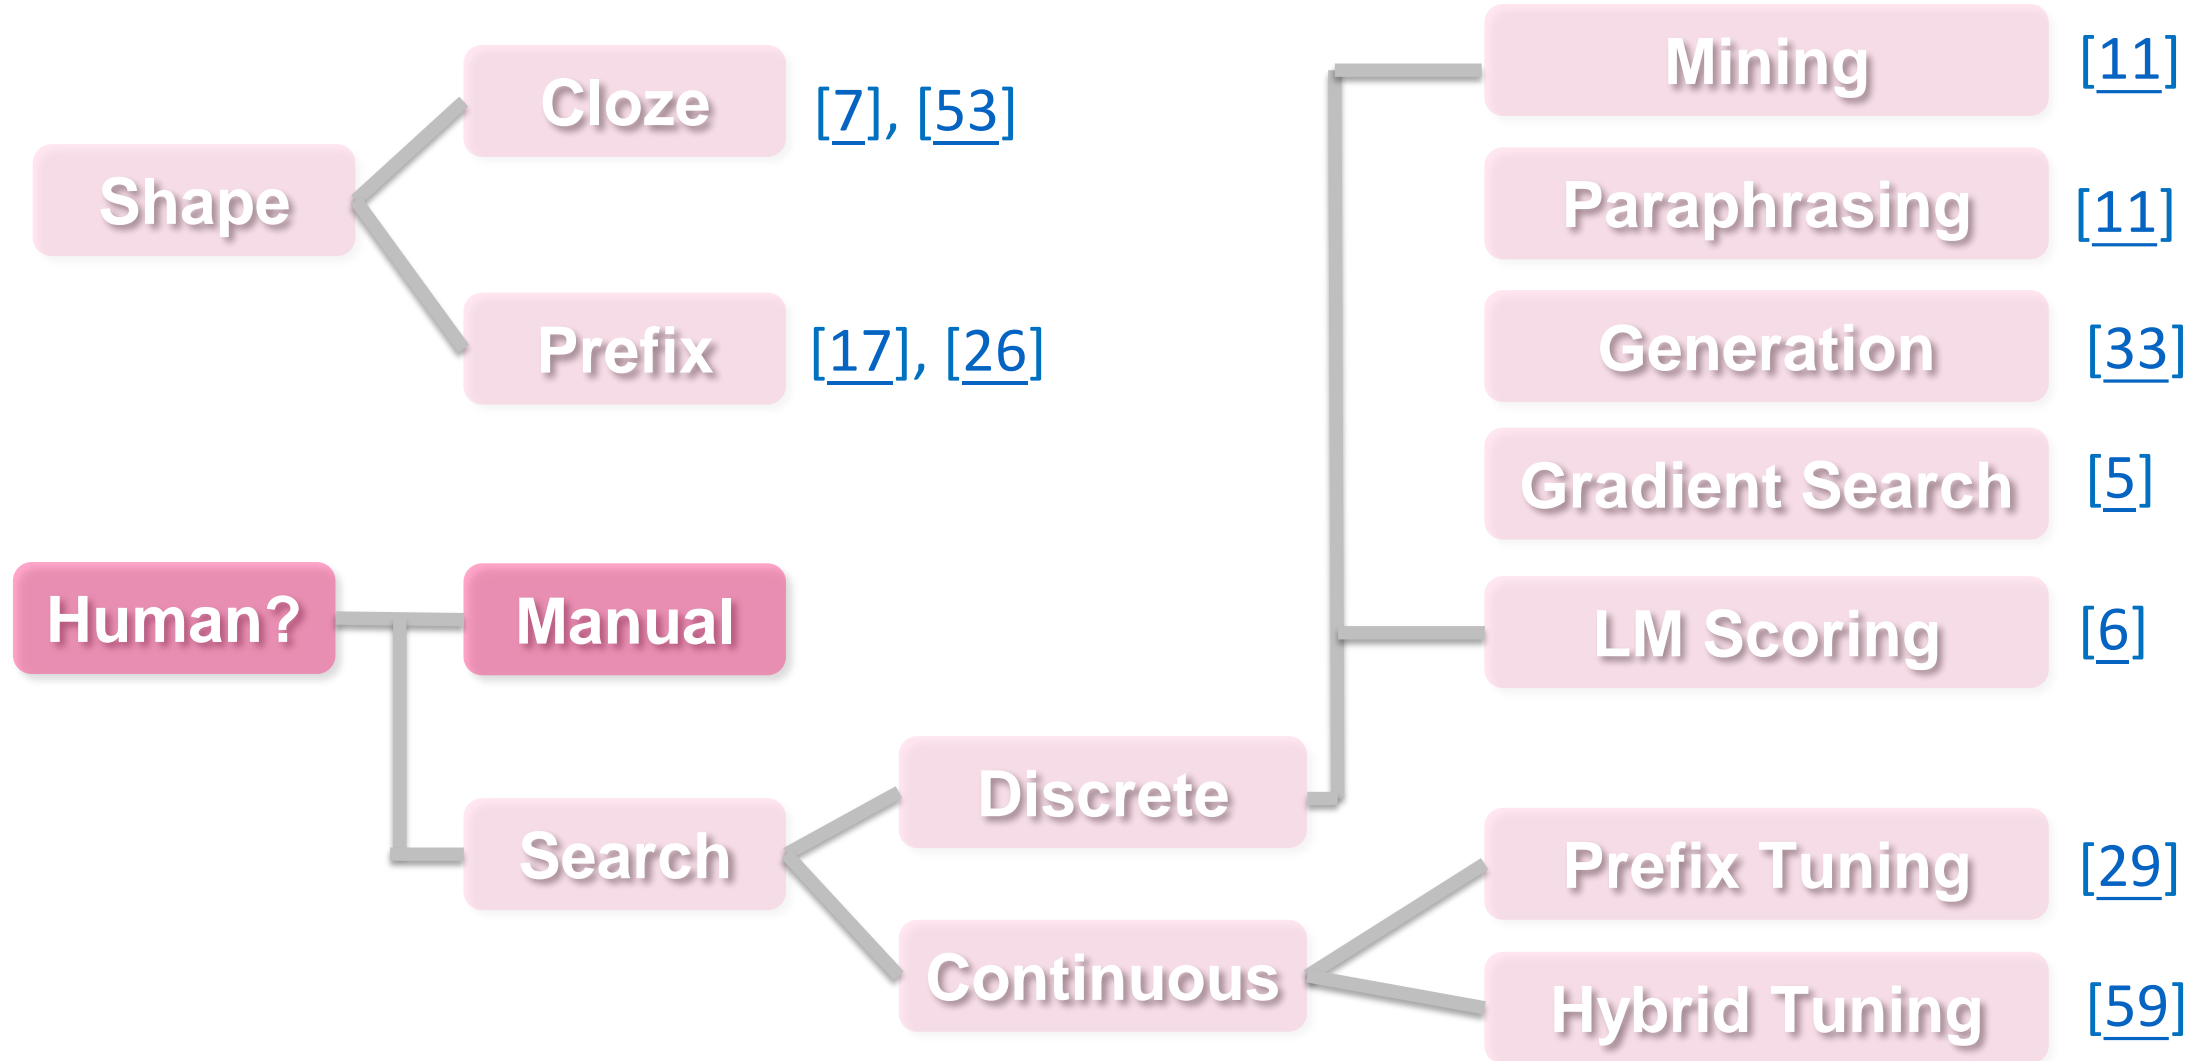 Shape
Cloze [7], [53]
Prefix [17], [26]
Human?
Manual
Search
Discrete
Mining [11]
Paraphrasing [11]
Generation [33]
Gradient Search [5]
LM Scoring [6]
Continuous
Prefix Tuning [29]
Hybrid Tuning [59]